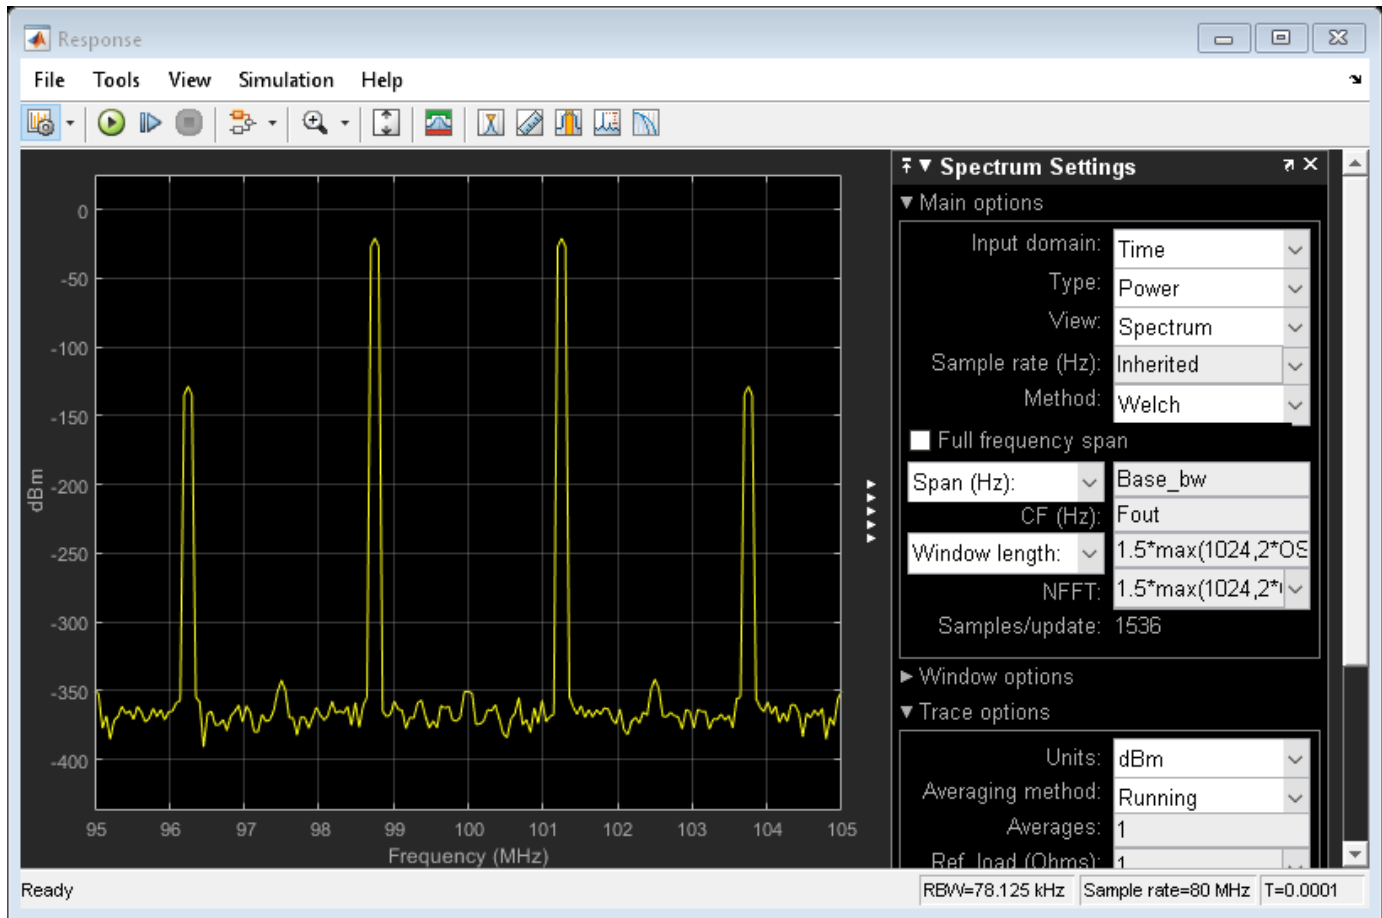 Response
File Tools View Simulation Help
Spectrum Settings
Main options
Input domain: Time
Type: Power
View: Spectrum
Sample rate (Hz): Inherited
Method: Welch
Full frequency span
Span (Hz): Base_bw
CF (Hz): Fout
Window length: 1.5*max(1024,2*OS
NFFT: 1.5*max(1024,2*
Samples/update: 1536
Window options
Trace options
Units: dBm
Averaging method: Running
Averages: 1
Ref. load (Ohms): 1
0
-50
-100
-150
-200
-250
-300
-350
-400
dBm
95 96 97 98 99 100 101 102 103 104 105
Frequency (MHz)
Ready
RBW=78.125 kHz Sample rate=80 MHz T=0.0001